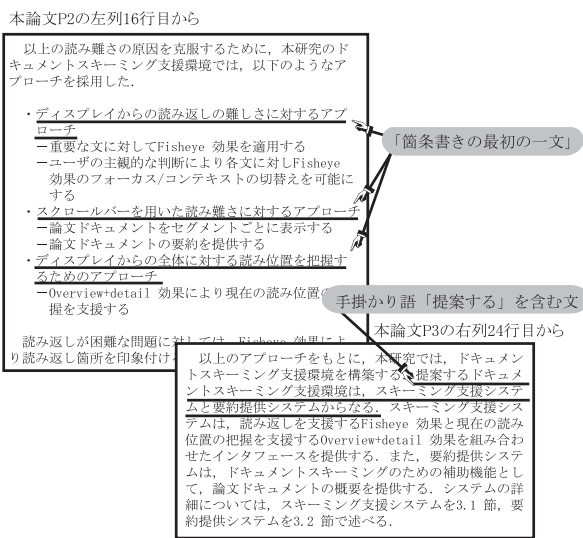 本論文P2の左列16行目から
以上の読み難さの原因を克服するために，本研究のド
キュメントスキーミング支援環境では，以下のようなア
プローチを採用した．
・ディスプレイからの読み返しの難しさに対するアプ
ローチ
－重要な文に対してFisheye 効果を適用する
－ユーザの主観的な判断により各文に対しFisheye
効果のフォーカス/コンテキストの切替えを可能に
する
・スクロールバーを用いた読み難さに対するアプローチ
－論文ドキュメントをセグメントごとに表示する
－論文ドキュメントの要約を提供する
・ディスプレイからの全体に対する読み位置を把握す
るためのアプローチ
－Overview+detail 効果により現在の読み位置の
握を支援する
読み返しが困難な問題に対しては，Fisheye 効果によ
り読み返し箇所を印象付ける
「箇条書きの最初の一文」
手掛かり語「提案する」を含む文
本論文P3の右列24行目から
以上のアプローチをもとに，本研究では，ドキュメン
トスキーミング支援環境を構築する．提案するドキュメ
ントスキーミング支援環境は，スキーミング支援システ
ムと要約提供システムからなる．スキーミング支援シス
テムは，読み返しを支援するFisheye 効果と現在の読み
位置の把握を支援するOverview+detail 効果を組み合わ
せたインタフェースを提供する．また，要約提供システ
ムは，ドキュメントスキーミングのための補助機能とし
て，論文ドキュメントの概要を提供する．システムの詳
細については，スキーミング支援システムを3.1 節，要
約提供システムを3.2 節で述べる．